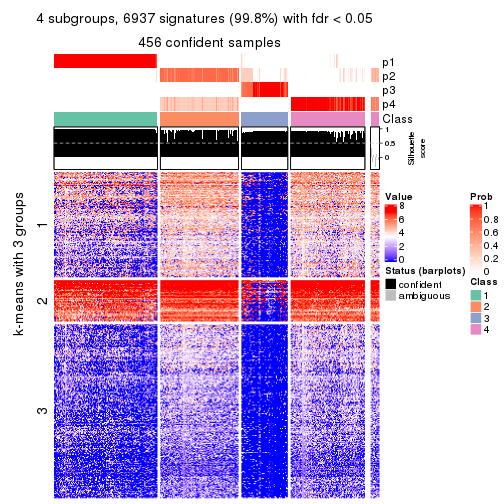 4 subgroups, 6937 signatures (99.8%) with fdr < 0.05
456 confident samples
p1
p2
p3
p4
Class
1
0.5
0
Silhouette
score
k-means with 3 groups
1
2
3
Value
8
6
4
2
0
Status (barplots)
confident
ambiguous
Prob
1
0.8
0.6
0.4
0.2
0
Class
1
2
3
4